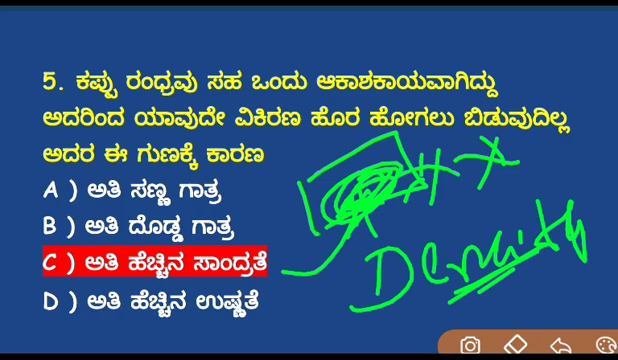 5. ಕಪ್ಪು ರಂಧ್ರವು ಸಹ ಒಂದು ಆಕಾಶಕಾಯವಾಗಿದ್ದು
ಅದರಿಂದ ಯಾವುದೇ ವಿಕಿರಣ ಹೊರ ಹೋಗಲು ಬಿಡುವುದಿಲ್ಲ
ಅದರ ಈ ಗುಣಕ್ಕೆ ಕಾರಣ
A ) ಅತಿ ಸಣ್ಣ ಗಾತ್ರ
B ) ಅತಿ ದೊಡ್ಡ ಗಾತ್ರ
C ) ಅತಿ ಹೆಚ್ಚಿನ ಸಾಂದ್ರತೆ
Density
D ) ಅತಿ ಹೆಚ್ಚಿನ ಉಷ್ಣತೆ